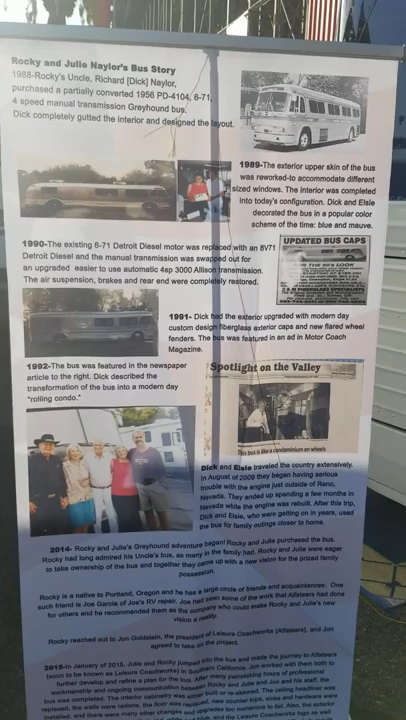 Rocky and Julie Naylor's Bus Story
1988-Rocky's Uncle, Richard [Dick] Naylor,
purchased a partially converted 1956 PD-4104, 6-71,
4 speed manual transmission Greyhound bus.
Dick completely gutted the interior and designed the layout.
1989-The exterior upper skin of the bus
was reworked-to accommodate different
sized windows. The interior was completed
into today's configuration. Dick and Elsie
decorated the bus in a popular color
scheme of the time: blue and mauve.
1990-The existing 6-71 Detroit Diesel motor was replaced with an 8V71
Detroit Diesel and the manual transmission was swapped out for
an upgraded easier to use automatic 4sp 3000 Allison transmission.
The air suspension, brakes and rear end were completely restored.
UPDATED BUS CAPS
FOR THE 90's LOOK
1991- Dick had the exterior upgraded with modern day
custom design fiberglass exterior caps and new flared wheel
fenders. The bus was featured in an ad in Motor Coach
Magazine.
1992-The bus was featured in the newspaper
article to the right. Dick described the
transformation of the bus into a modern day
"rolling condo."
Spotlight on the Valley
This bus is like a condominium on wheels
Dick and Elsie traveled the country extensively.
In August of 2009 they began having serious
trouble with the engine just outside of Reno,
Nevada. They ended up spending a few months in
Nevada while the engine was rebuilt. After this trip,
Dick and Elsie, who were getting on in years, used
the bus for family outings closer to home.
2014- Rocky and Julie's Greyhound adventure began! Rocky and Julie purchased the bus.
Rocky had long admired his Uncle's bus, as many in the family had. Rocky and Julie were eager
to take ownership of the bus and together they came up with a new vision for the prized family
possession.
Rocky is a native to Portland, Oregon and he has a large circle of friends and acquaintances. One
such friend is Joe Garcia of Joe's RV repair. Joe had seen some of the work that Alfaleers had done
for others and he recommended them as the company who could make Rocky and Julie's new
vision a reality.
Rocky reached out to Jon Goldstein, the president of Leisure Coachworks (Alfaleers), and Jon
agreed to take on the project.
2015-In January of 2015, Julie and Rocky jumped into the bus and made the journey to Alfaleers
(soon to be known as Leisure Coachworks) in Southern California. Jon worked with them both to
further develop and refine a plan for the bus. After many painstaking hours of professional
workmanship and ongoing communication between Rocky and Julie and Jon and his staff, the
bus was completed. The interior cabinetry was either built or re-skinned. The ceiling headliner was
replaced, the walls were redone, the floor was replaced, new counter tops, sinks and hardware were
installed, and there were many other changes and upgrades too numerous to list. Also, the exterior
and the Leisure Coachworks logo as well